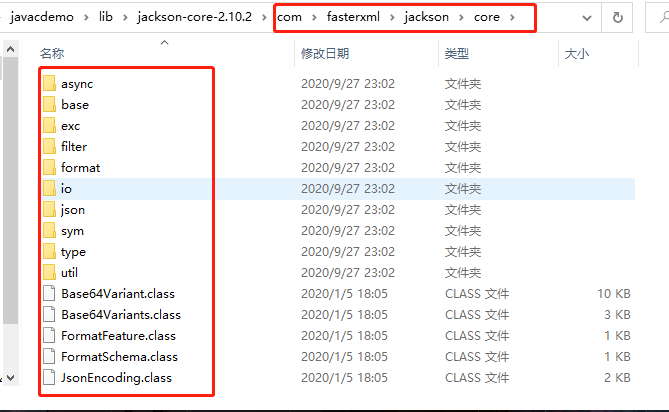 javacdemo > lib > jackson-core-2.10.2 > com > fasterxml > jackson > core >
名称 修改日期 类型 大小
async 2020/9/27 23:02 文件夹
base 2020/9/27 23:02 文件夹
exc 2020/9/27 23:02 文件夹
filter 2020/9/27 23:02 文件夹
format 2020/9/27 23:02 文件夹
io 2020/9/27 23:02 文件夹
json 2020/9/27 23:02 文件夹
sym 2020/9/27 23:02 文件夹
type 2020/9/27 23:02 文件夹
util 2020/9/27 23:02 文件夹
Base64Variant.class 2020/1/5 18:05 CLASS 文件 10 KB
Base64Variants.class 2020/1/5 18:05 CLASS 文件 3 KB
FormatFeature.class 2020/1/5 18:05 CLASS 文件 1 KB
FormatSchema.class 2020/1/5 18:05 CLASS 文件 1 KB
JsonEncoding.class 2020/1/5 18:05 CLASS 文件 2 KB